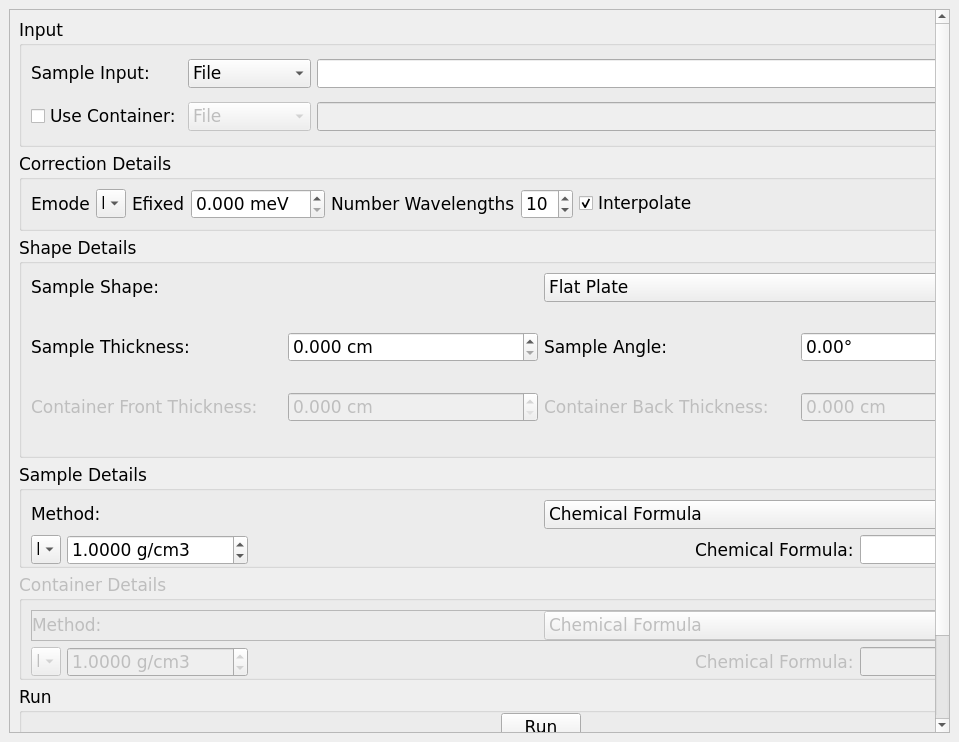 Input
Sample Input: File
Use Container: File
Correction Details
Emode Efixed 0.000 meV Number Wavelengths 10 Interpolate
Shape Details
Sample Shape: Flat Plate
Sample Thickness: 0.000 cm Sample Angle: 0.00°
Container Front Thickness: 0.000 cm Container Back Thickness: 0.000 cm
Sample Details
Method: Chemical Formula
1.0000 g/cm3 Chemical Formula:
Container Details
Method: Chemical Formula
1.0000 g/cm3 Chemical Formula:
Run
Run